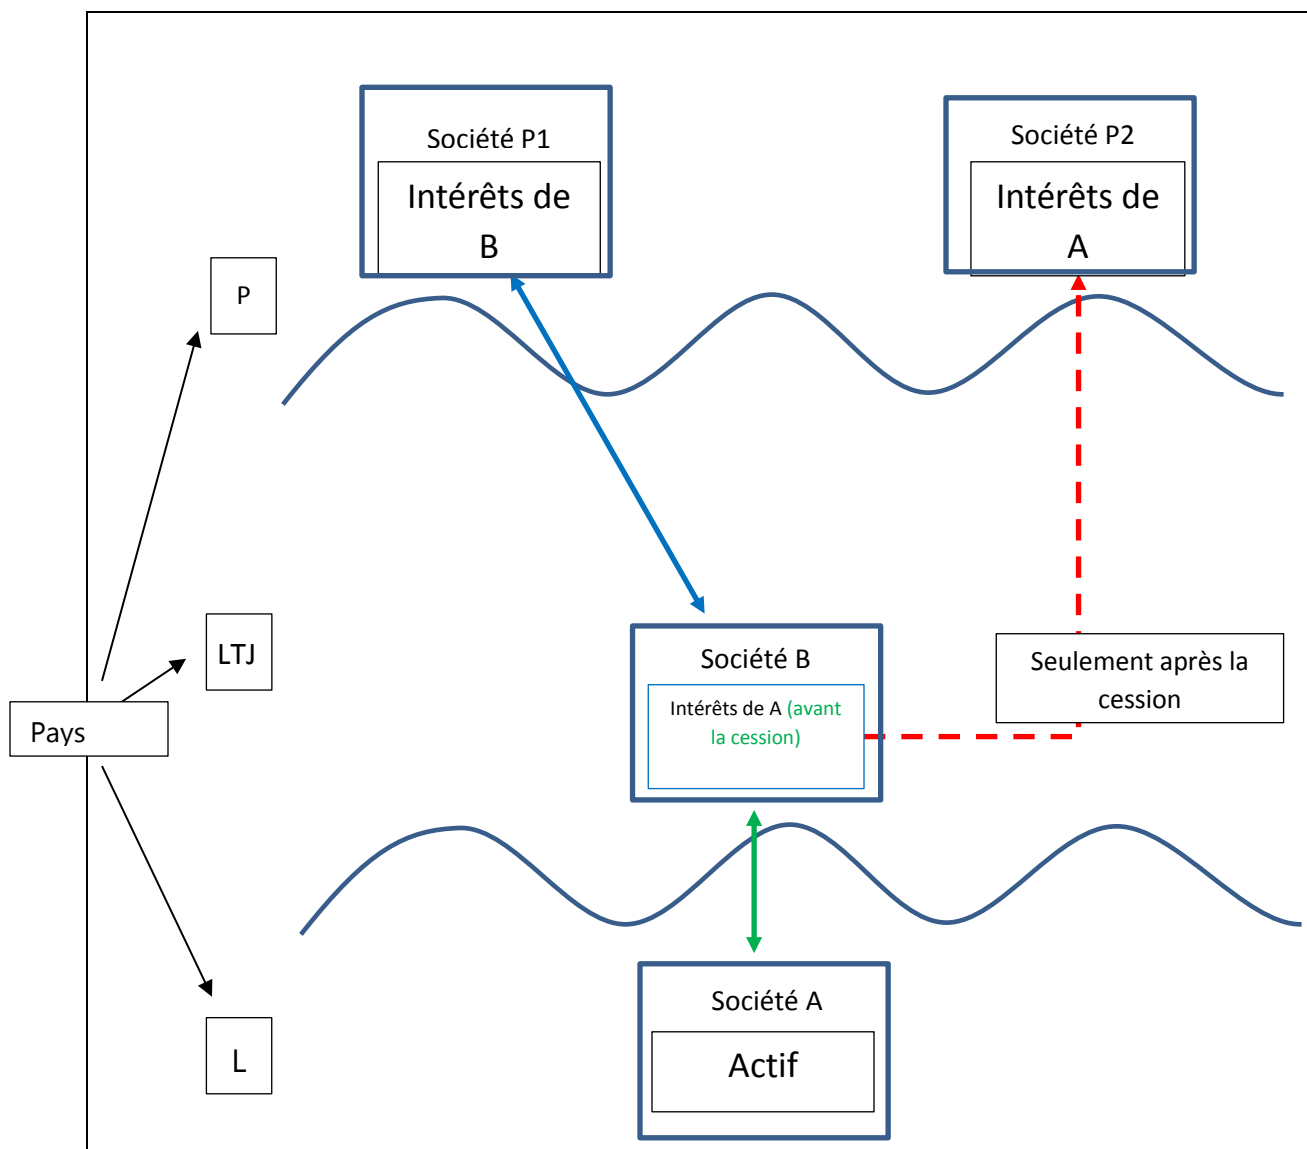 Société P1
Intérêts de
B
Société P2
Intérêts de
A
P
LTJ
Pays
L
Société B
Intérêts de A (avant
la cession)
Seulement après la
cession
Société A
Actif